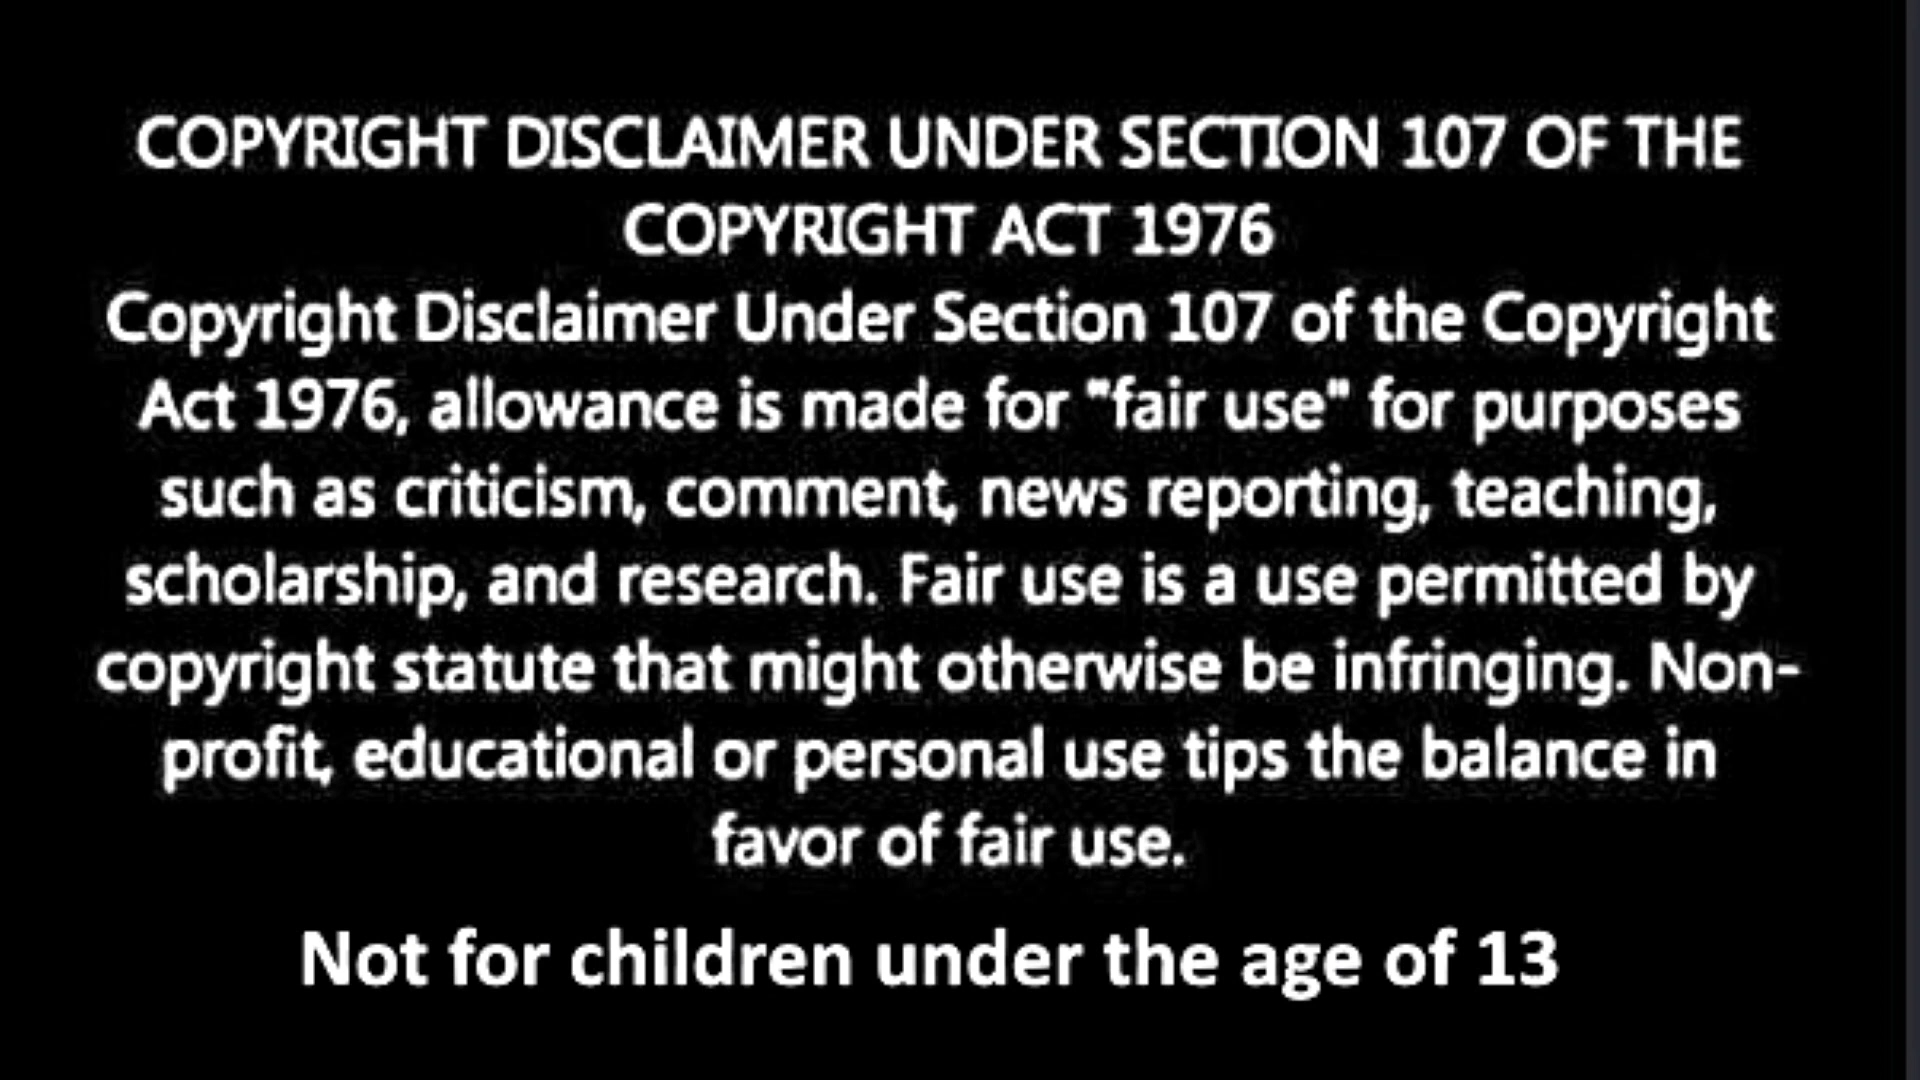 COPYRIGHT DISCLAIMER UNDER SECTION 107 OF THE
COPYRIGHT ACT 1976
Copyright Disclaimer Under Section 107 of the Copyright
Act 1976, allowance is made for "fair use" for purposes
such as criticism, comment, news reporting, teaching,
scholarship, and research. Fair use is a use permitted by
copyright statute that might otherwise be infringing. Non-
profit, educational or personal use tips the balance in
favor of fair use.
Not for children under the age of 13